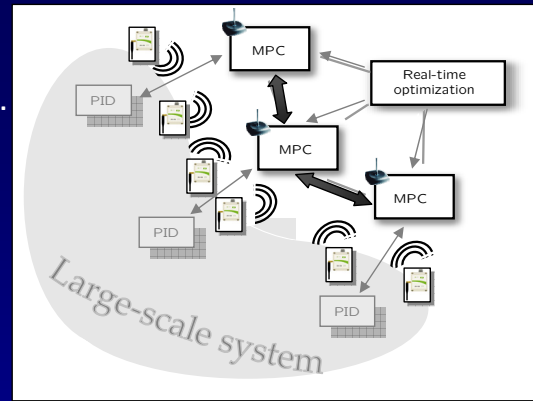 MPC
Real-time
optimization
PID
MPC
MPC
PID
PID
Large-scale system